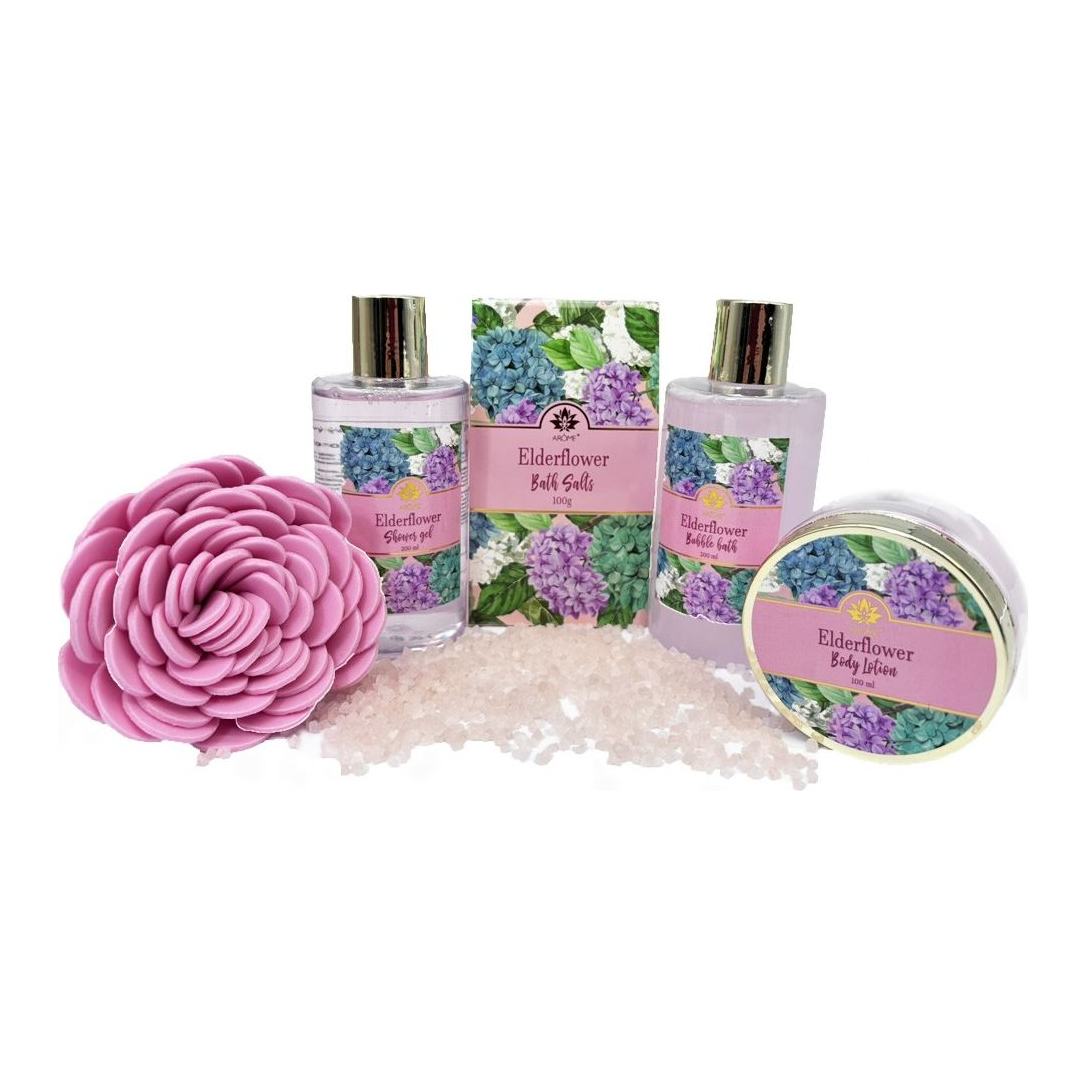 Elderflower
Shower gel
200 ml
ARÔME®
Elderflower
Bath Salts
100g
Elderflower
Bubble bath
200 ml
Elderflower
Body Lotion
100 ml